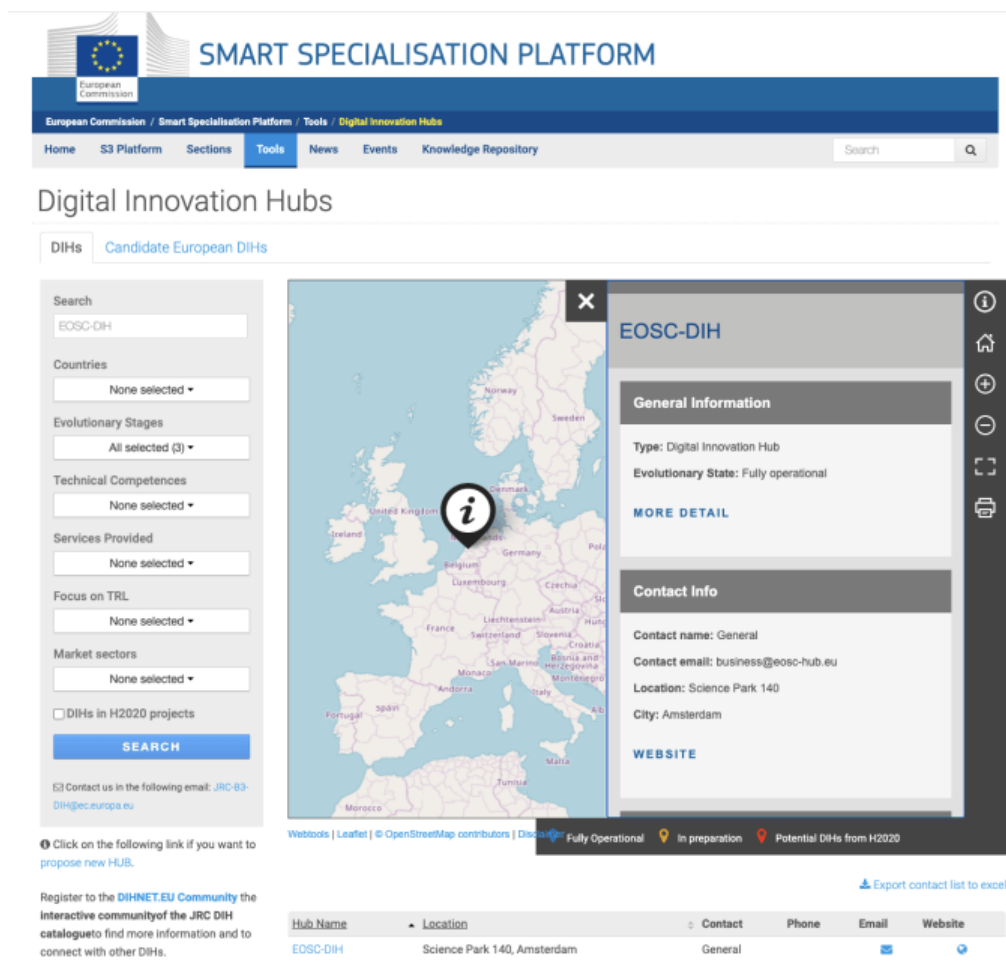 European
Commission
SMART SPECIALISATION PLATFORM
European Commission / Smart Specialisation Platform / Tools / Digital Innovation Hubs
Home S3 Platform Sections Tools News Events Knowledge Repository Search
Digital Innovation Hubs
DIHs Candidate European DIHs
Search
EOSC-DIH
Countries
None selected
Evolutionary Stages
All selected (3)
Technical Competences
None selected
Services Provided
None selected
Focus on TRL
None selected
Market sectors
None selected
DIHs in H2020 projects
SEARCH
Contact us in the following email: JRC-B3-
DIH@ec.europa.eu
Click on the following link if you want to
propose new HUB.
Register to the DIHNET.EU Community the
interactive communityof the JRC DIH
catalogueto find more information and to
connect with other DIHs.
Norway
Sweden
Denmark
United Kingdom
Ireland
Germany
Belgium
Luxembourg
Czechia
Austria
Liechtenstein
France
Switzerland
Slovenia
Croatia
San Marino
Bosnia and
Herzegovina
Monaco
Montenegro
Andorra
Italy
Spain
Portugal
Malta
Tunisia
Morocco
EOSC-DIH
General Information
Type: Digital Innovation Hub
Evolutionary State: Fully operational
MORE DETAIL
Contact Info
Contact name: General
Contact email: business@eosc-hub.eu
Location: Science Park 140
City: Amsterdam
WEBSITE
Webtools | Leaflet | © OpenStreetMap contributors |
Fully Operational In preparation Potential DIHs from H2020
Export contact list to excel
Hub Name Location Contact Phone Email Website
EOSC-DIH Science Park 140, Amsterdam General